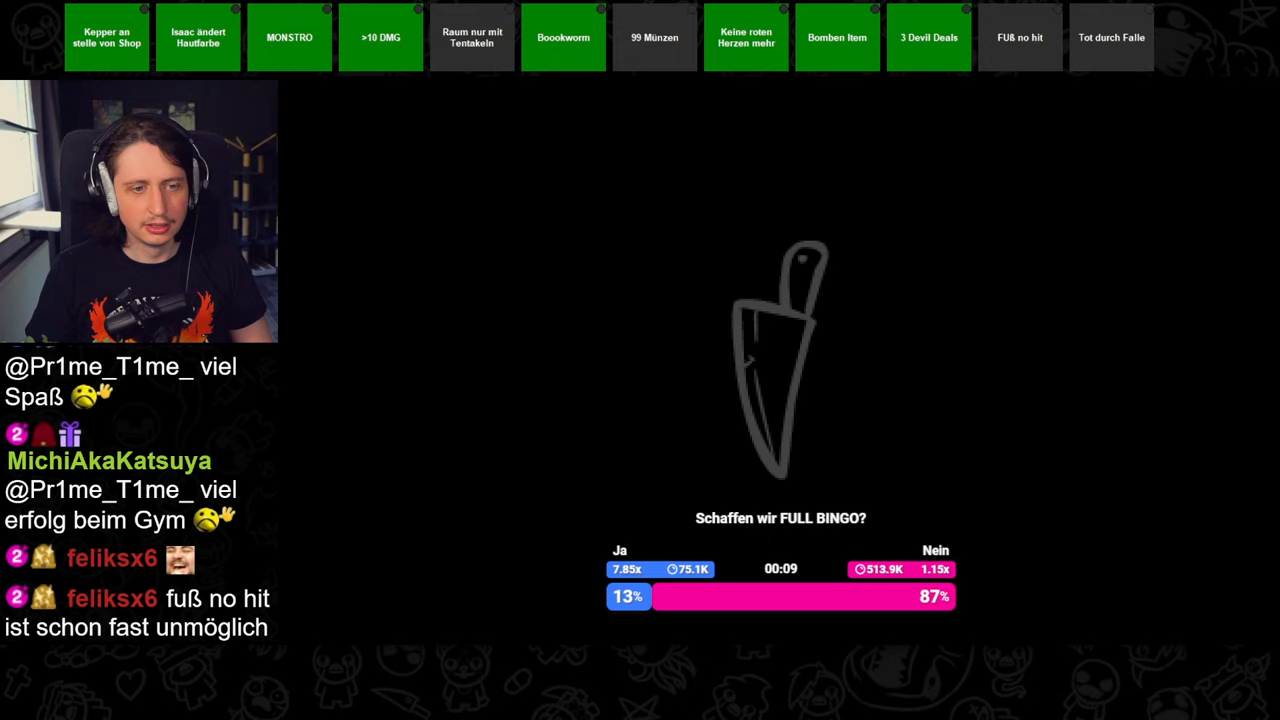 Kepper an
stelle von Shop
Isaac ändert
Hautfarbe
MONSTRO
>10 DMG
Raum nur mit
Tentakeln
Boookworm
99 Münzen
Keine roten
Herzen mehr
Bomben Item
3 Devil Deals
FUß no hit
Tot durch Falle
@Pr1me_T1me_ viel
Spaß
2
MichiAkaKatsuya
@Pr1me_T1me_ viel
erfolg beim Gym
2 feliksx6
2 feliksx6 fuß no hit
ist schon fast unmöglich
Schaffen wir FULL BINGO?
Ja Nein
7.85x 75.1K 00:09 513.9K 1.15x
13% 87%